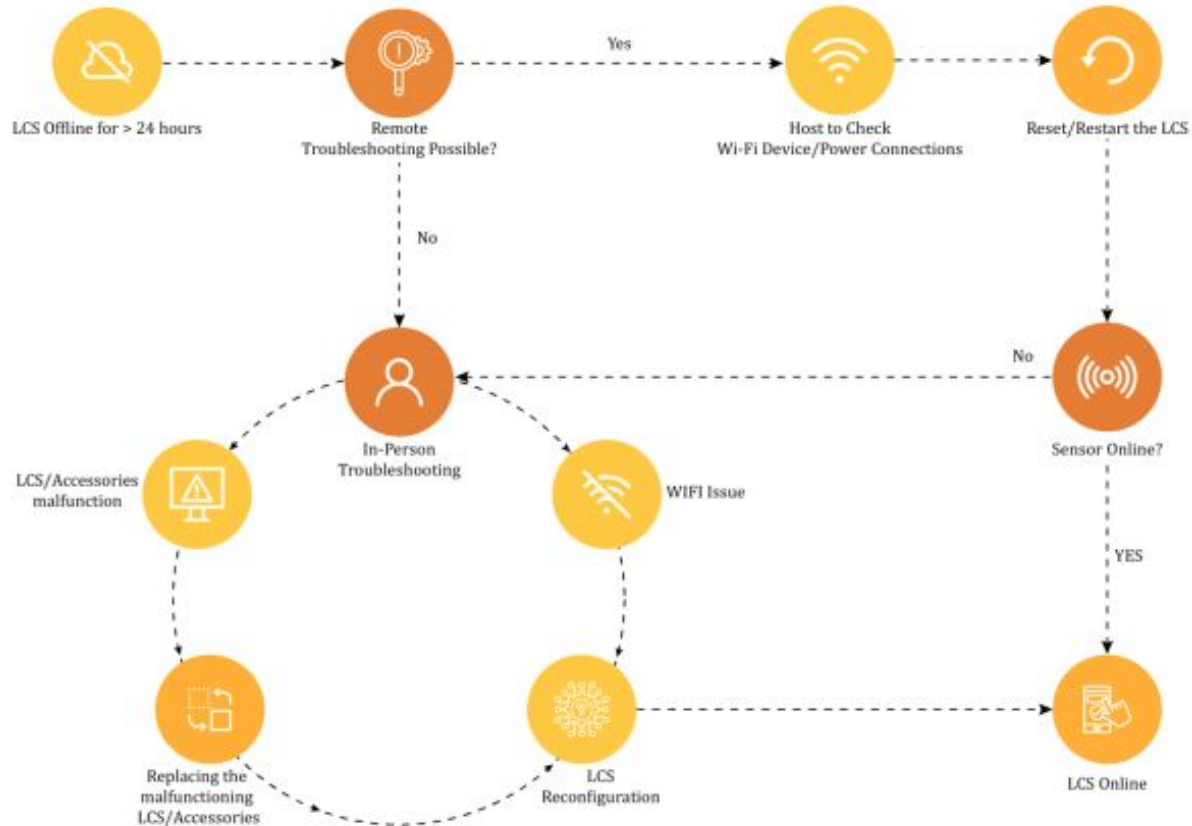 Yes
LCS Offline for > 24 hours
Remote
Troubleshooting Possible?
Host to Check
Wi-Fi Device/Power Connections
Reset/Restart the LCS
No
No
In-Person
Troubleshooting
Sensor Online?
LCS/Accessories
malfunction
WIFI Issue
YES
Replacing the
malfunctioning
LCS/Accessories
LCS
Reconfiguration
LCS Online